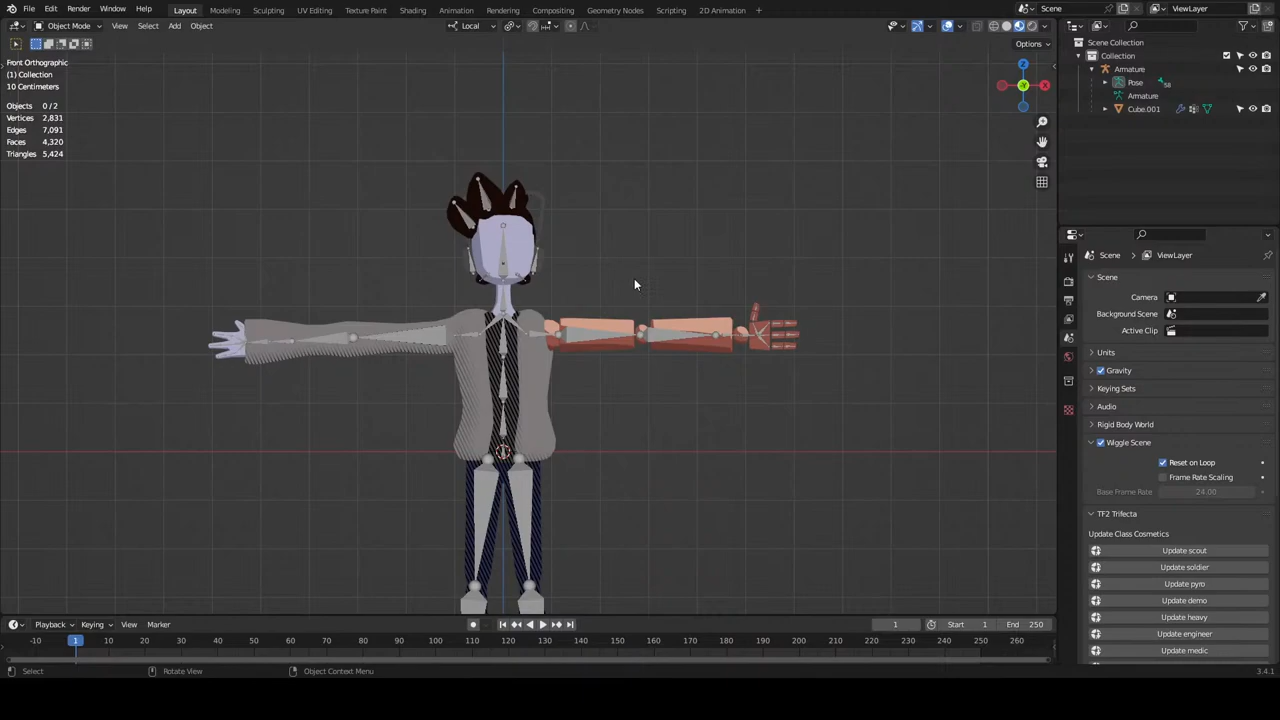 File Edit Render Window Help Layout Modeling Sculpting UV Editing Texture Paint Shading Animation Rendering Compositing Geometry Nodes Scripting 2D Animation Scene ViewLayer
Object Mode View Select Add Object Local
Options
Front Orthographic
(1) Collection
10 Centimeters
Objects 0/2
Vertices 2,831
Edges 7,091
Faces 4,320
Triangles 5,424
Z
X
Scene Collection
Collection
Armature
Pose 58
Armature
Cube.001
Scene ViewLayer
Scene
Camera
Background Scene
Active Clip
Units
Gravity
Keying Sets
Audio
Rigid Body World
Wiggle Scene
Reset on Loop
Frame Rate Scaling
Base Frame Rate 24.00
TF2 Trifecta
Update Class Cosmetics
Update scout
Update soldier
Update pyro
Update demo
Update heavy
Update engineer
Update medic
Playback Keying View Marker 1 Start 1 End 250
-10 1 10 20 30 40 50 60 70 80 90 100 110 120 130 140 150 160 170 180 190 200 210 220 230 240 250 260
Select Rotate View Object Context Menu 3.4.1